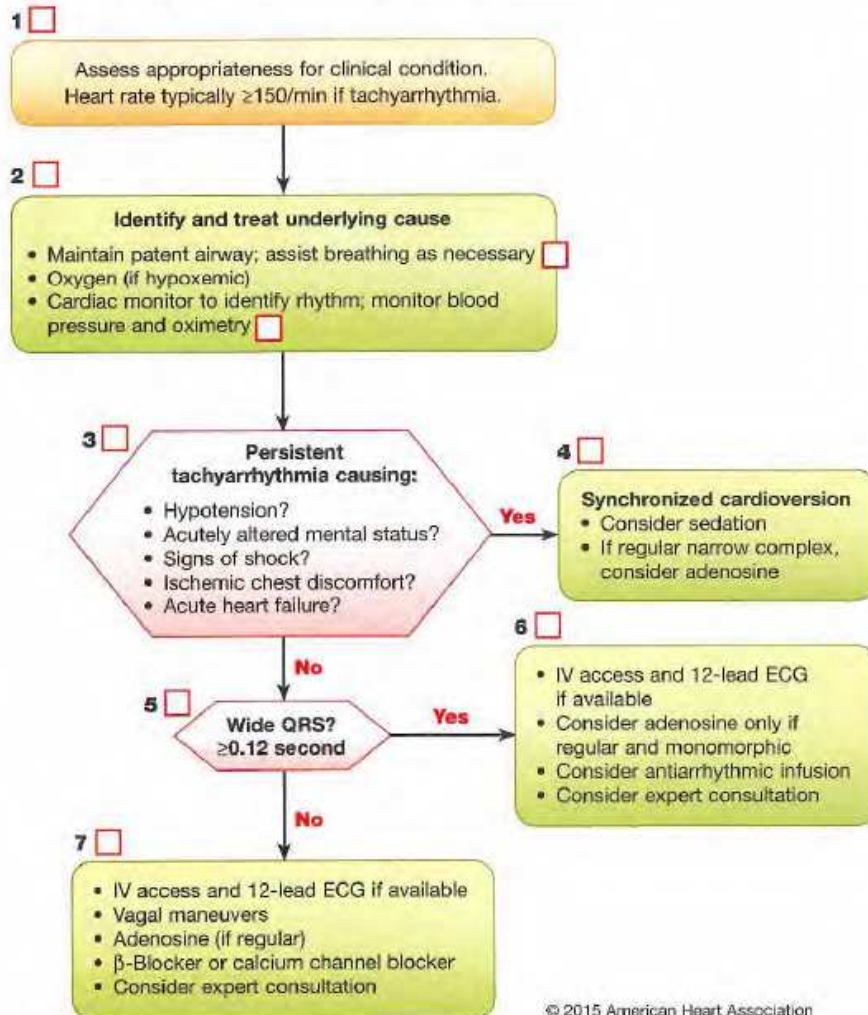 1
Assess appropriateness for clinical condition.
Heart rate typically ≥150/min if tachyarrhythmia.
2
Identify and treat underlying cause
• Maintain patent airway; assist breathing as necessary
• Oxygen (if hypoxemic)
• Cardiac monitor to identify rhythm; monitor blood
pressure and oximetry
3
Persistent
tachyarrhythmia causing:
• Hypotension?
• Acutely altered mental status?
• Signs of shock?
• Ischemic chest discomfort?
• Acute heart failure?
Yes
4
Synchronized cardioversion
• Consider sedation
• If regular narrow complex,
consider adenosine
No
5
Wide QRS?
≥0.12 second
Yes
6
• IV access and 12-lead ECG
if available
• Consider adenosine only if
regular and monomorphic
• Consider antiarrhythmic infusion
• Consider expert consultation
No
7
• IV access and 12-lead ECG if available
• Vagal maneuvers
• Adenosine (if regular)
• β-Blocker or calcium channel blocker
• Consider expert consultation
© 2015 American Heart Association